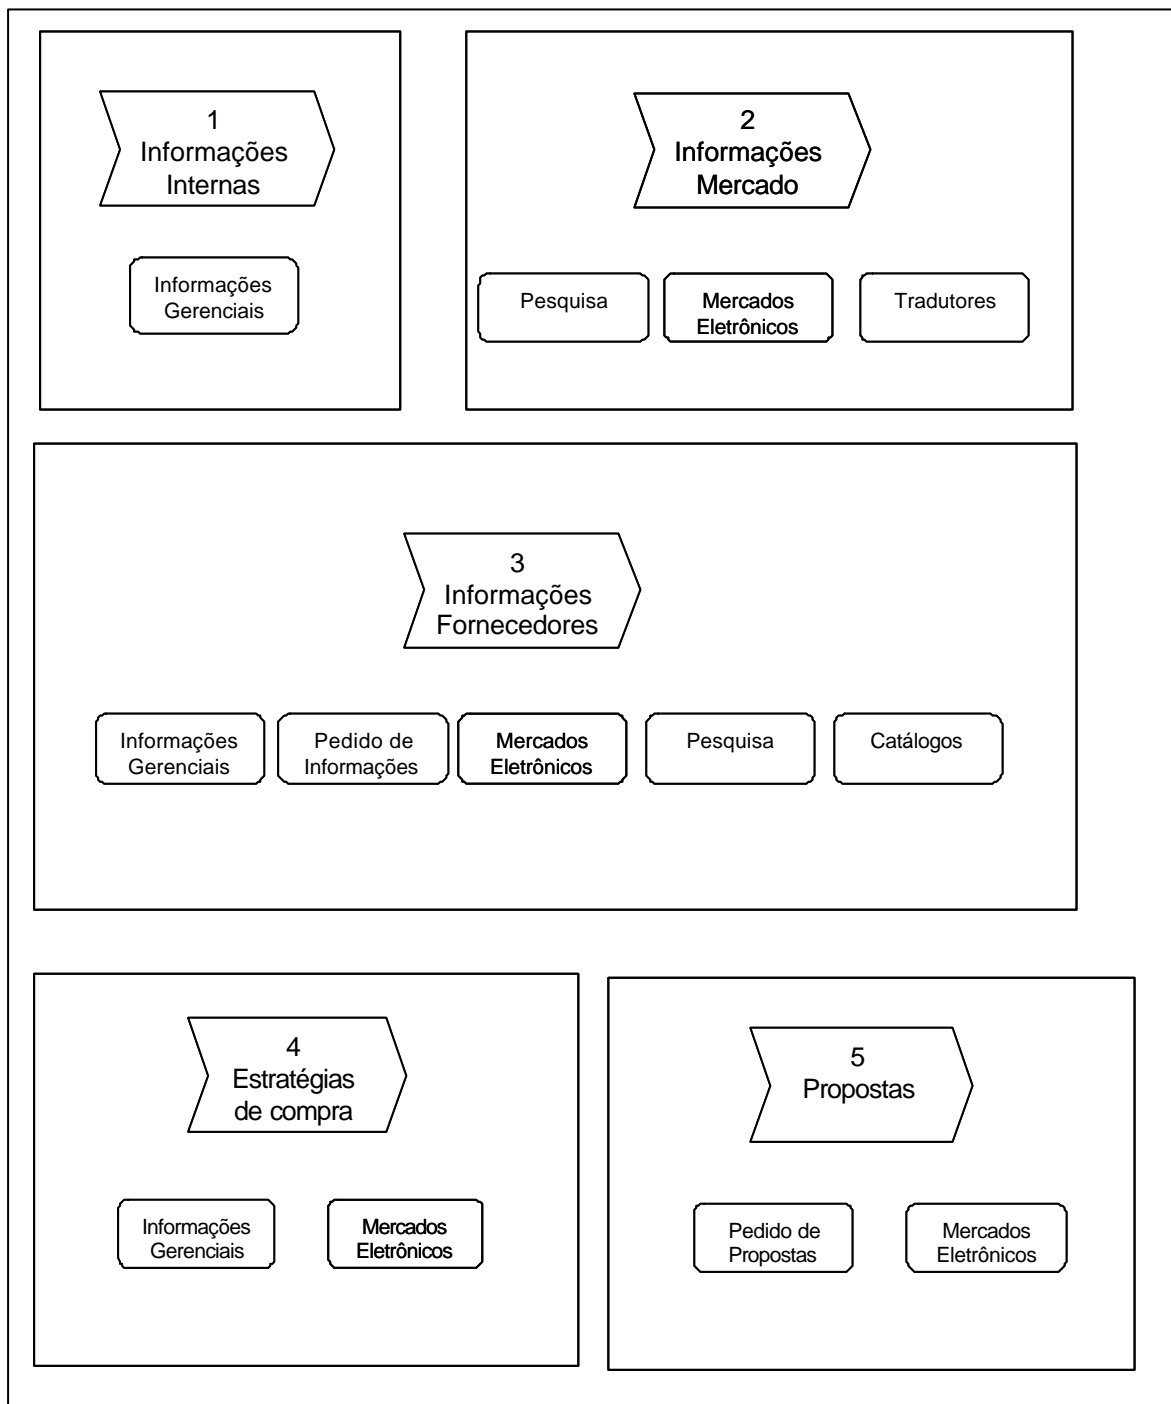 1
Informações
Internas
Informações
Gerenciais
2
Informações
Mercado
Pesquisa
Mercados
Eletrônicos
Tradutores
3
Informações
Fornecedores
Informações
Gerenciais
Pedido de
Informações
Mercados
Eletrônicos
Pesquisa
Catálogos
4
Estratégias
de compra
Informações
Gerenciais
Mercados
Eletrônicos
5
Propostas
Pedido de
Propostas
Mercados
Eletrônicos